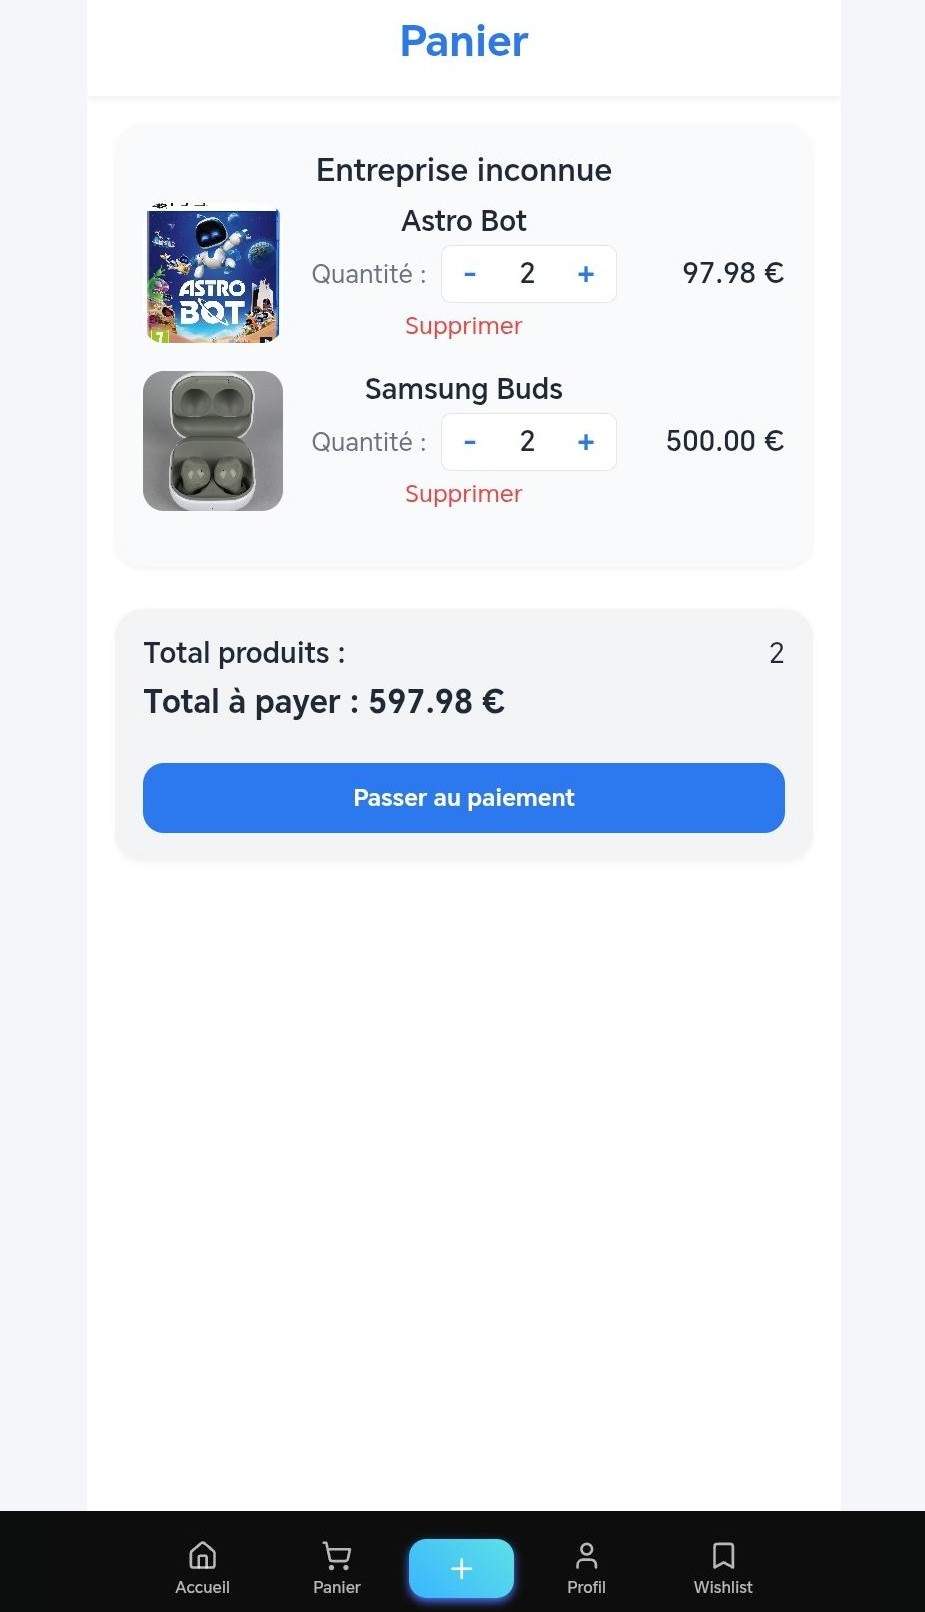 Panier
Entreprise inconnue
Astro Bot
Quantité : - 2 + 97.98 €
Supprimer
ASTRO
BOT
7
Samsung Buds
Quantité : - 2 + 500.00 €
Supprimer
Total produits : 2
Total à payer : 597.98 €
Passer au paiement
+
Accueil Panier Profil Wishlist